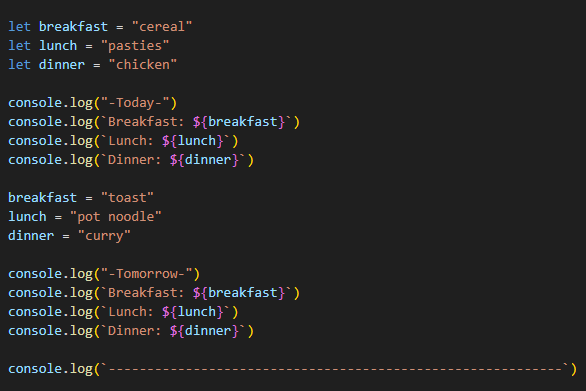 let breakfast = "cereal"
let lunch = "pasties"
let dinner = "chicken"
console.log("-Today-")
console.log(`Breakfast: ${breakfast}`)
console.log(`Lunch: ${lunch}`)
console.log(`Dinner: ${dinner}`)
breakfast = "toast"
lunch = "pot noodle"
dinner = "curry"
console.log("-Tomorrow-")
console.log(`Breakfast: ${breakfast}`)
console.log(`Lunch: ${lunch}`)
console.log(`Dinner: ${dinner}`)
console.log(`-----------------------------------------------------------`)